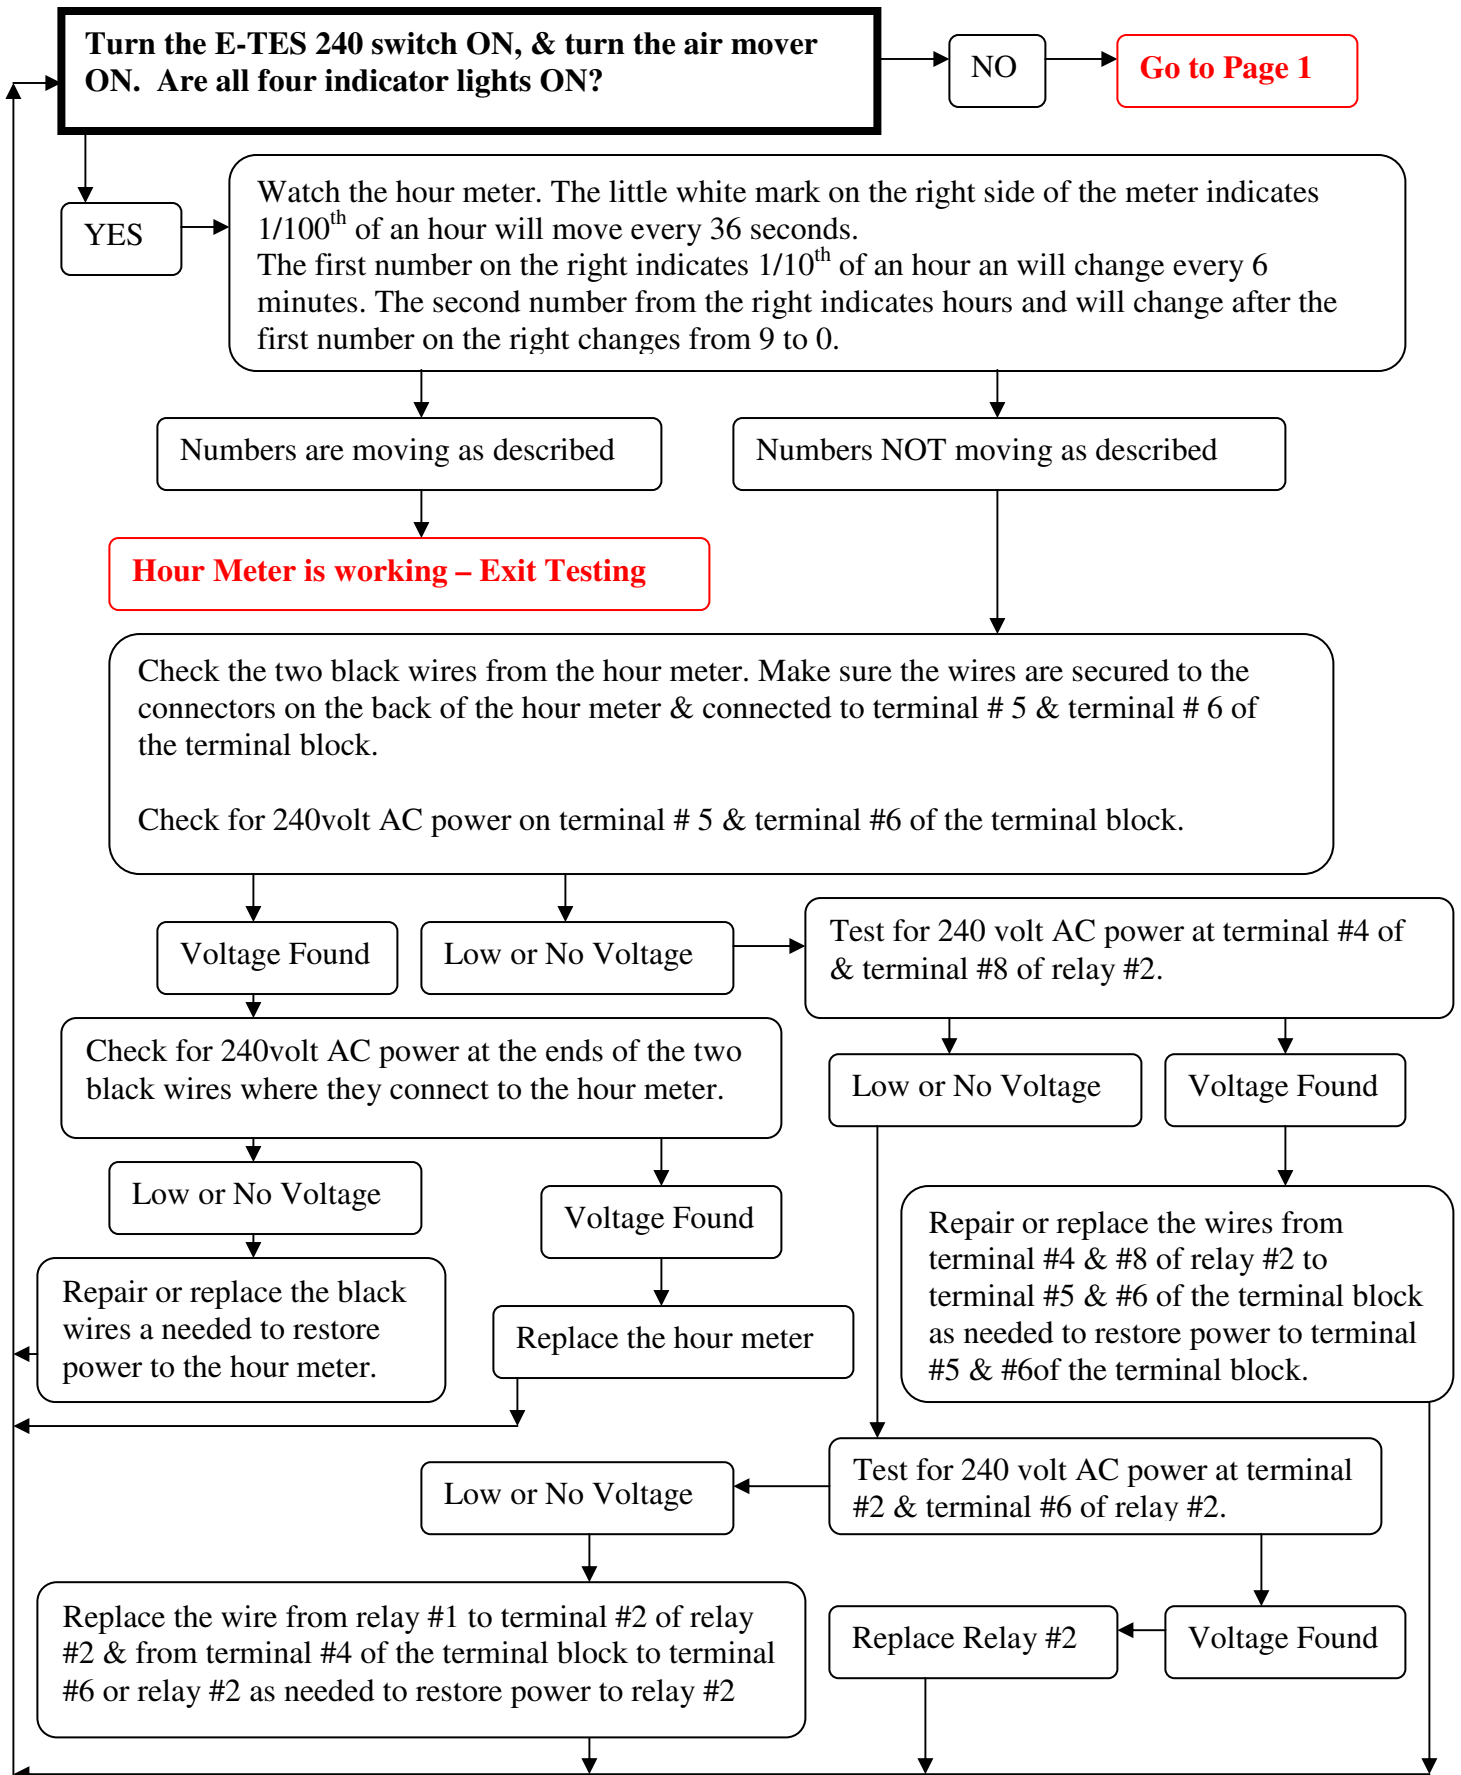 Turn the E-TES 240 switch ON, & turn the air mover
ON.  Are all four indicator lights ON?
NO
Go to Page 1
YES
Watch the hour meter. The little white mark on the right side of the meter indicates
1/100th of an hour will move every 36 seconds.
The first number on the right indicates 1/10th of an hour an will change every 6
minutes. The second number from the right indicates hours and will change after the
first number on the right changes from 9 to 0.
Numbers are moving as described
Numbers NOT moving as described
Hour Meter is working – Exit Testing
Check the two black wires from the hour meter. Make sure the wires are secured to the
connectors on the back of the hour meter & connected to terminal # 5 & terminal # 6 of
the terminal block.
Check for 240volt AC power on terminal # 5 & terminal #6 of the terminal block.
Voltage Found
Low or No Voltage
Test for 240 volt AC power at terminal #4 of
& terminal #8 of relay #2.
Check for 240volt AC power at the ends of the two
black wires where they connect to the hour meter.
Low or No Voltage
Voltage Found
Low or No Voltage
Voltage Found
Repair or replace the wires from
terminal #4 & #8 of relay #2 to
terminal #5 & #6 of the terminal block
as needed to restore power to terminal
#5 & #6of the terminal block.
Repair or replace the black
wires a needed to restore
power to the hour meter.
Replace the hour meter
Low or No Voltage
Test for 240 volt AC power at terminal
#2 & terminal #6 of relay #2.
Replace the wire from relay #1 to terminal #2 of relay
#2 & from terminal #4 of the terminal block to terminal
#6 or relay #2 as needed to restore power to relay #2
Replace Relay #2
Voltage Found